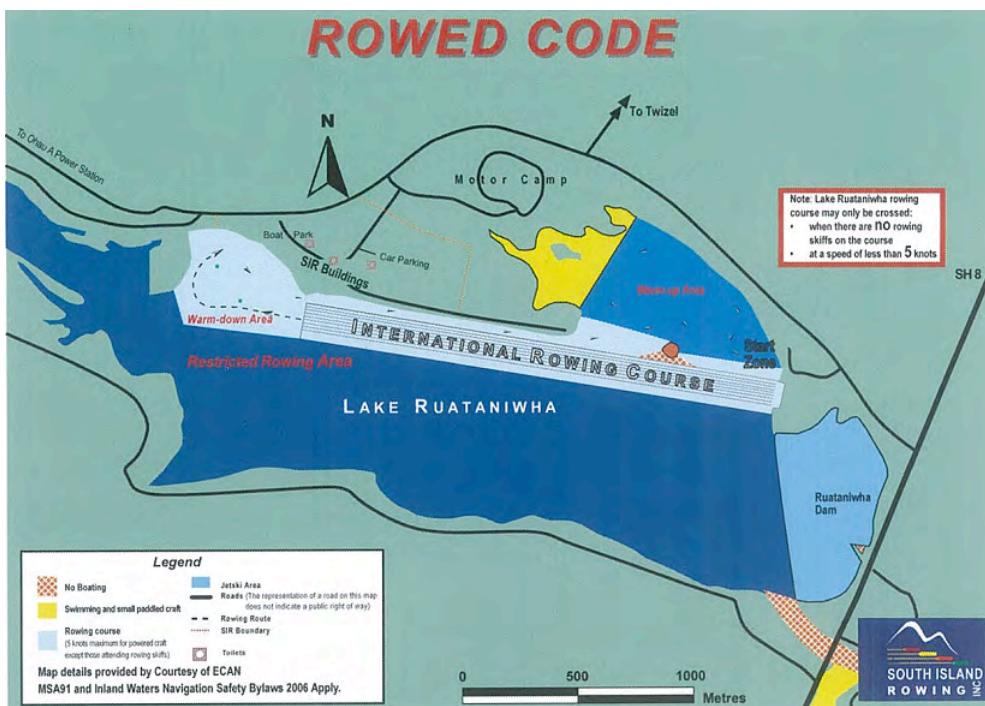 ROWED CODE
To Twizel
N
To Ohau A Power Station
Motor Camp
Note: Lake Ruataniwha rowing
course may only be crossed:
• when there are no rowing
skiffs on the course
• at a speed of less than 5 knots
Boat Park
Car Parking
SIR Buildings
SH 8
Warm-up Area
Warm-down Area
INTERNATIONAL ROWING COURSE
Start
Zone
Restricted Rowing Area
LAKE RUATANIWHA
Ruataniwha
Dam
Legend
No Boating
Swimming and small paddled craft
Rowing course
(5 knots maximum for powered craft
except those attending rowing skiffs)
Jetski Area
Roads (The representation of a road on this map
does not indicate a public right of way)
Rowing Route
SIR Boundary
Toilets
Map details provided by Courtesy of ECAN
MSA91 and Inland Waters Navigation Safety Bylaws 2006 Apply.
0 500 1000
Metres
SOUTH ISLAND
ROWING INC